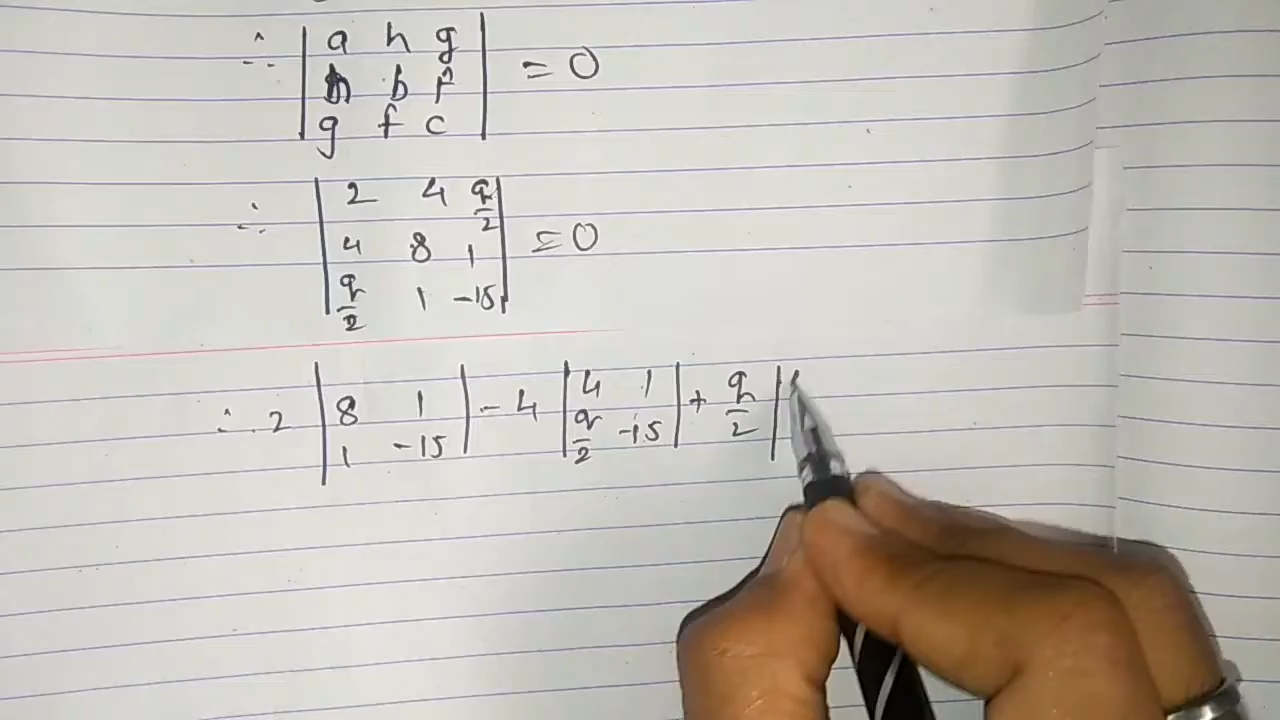 ∴ | a h g |
| h b f | = 0
| g f c |
∴ | 2 4 q/2 |
| 4 8 1 | = 0
| q/2 1 -15 |
∴ 2 | 8 1 | - 4 | 4 1 | + q/2 |
| 1 -15 | | q/2 -15 |